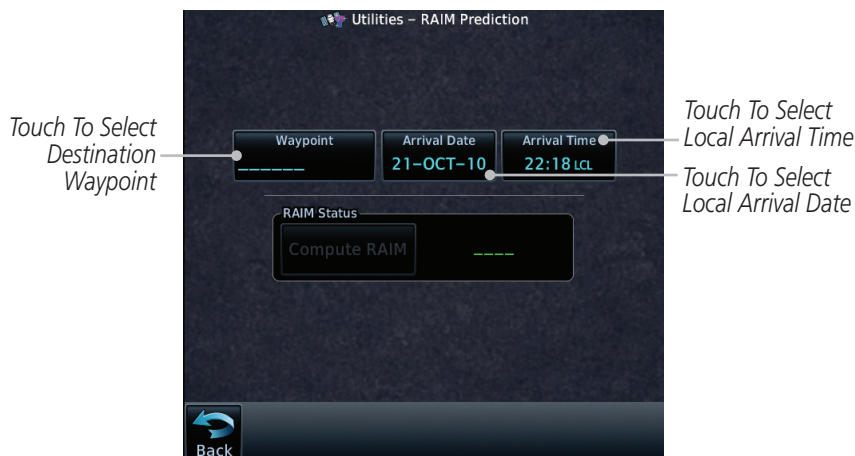 Utilities – RAIM Prediction
Touch To Select
Destination
Waypoint
Waypoint
______
Arrival Date
21–OCT–10
Arrival Time
22:18 LCL
Touch To Select
Local Arrival Time
Touch To Select
Local Arrival Date
RAIM Status
Compute RAIM
____
Back